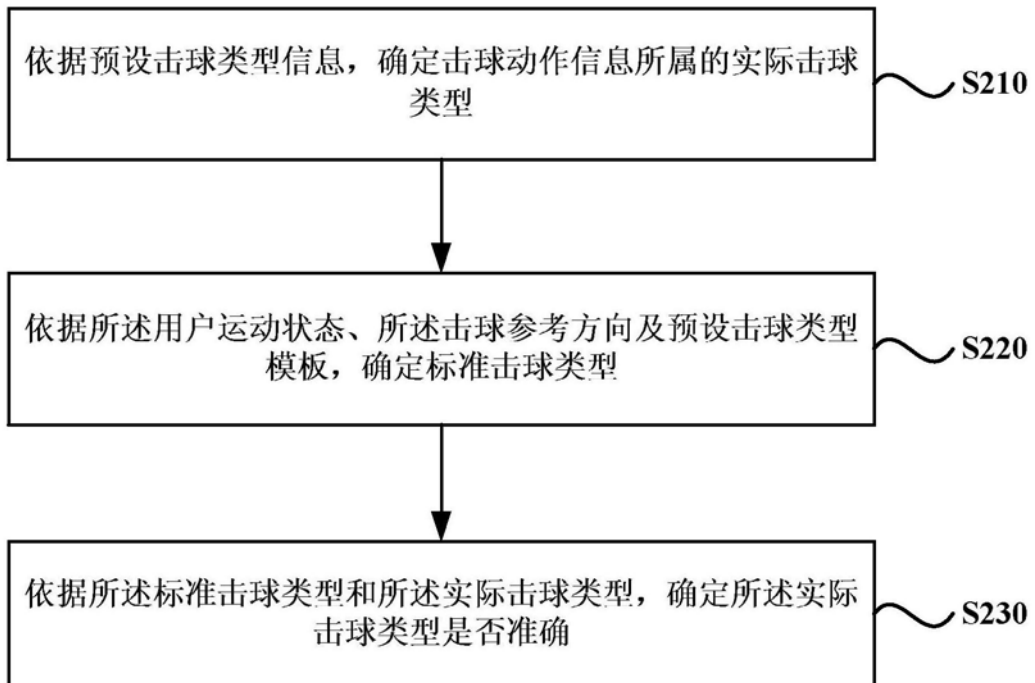 依据预设击球类型信息，确定击球动作信息所属的实际击球
类型
S210
依据所述用户运动状态、所述击球参考方向及预设击球类型
模板，确定标准击球类型
S220
依据所述标准击球类型和所述实际击球类型，确定所述实际
击球类型是否准确
S230